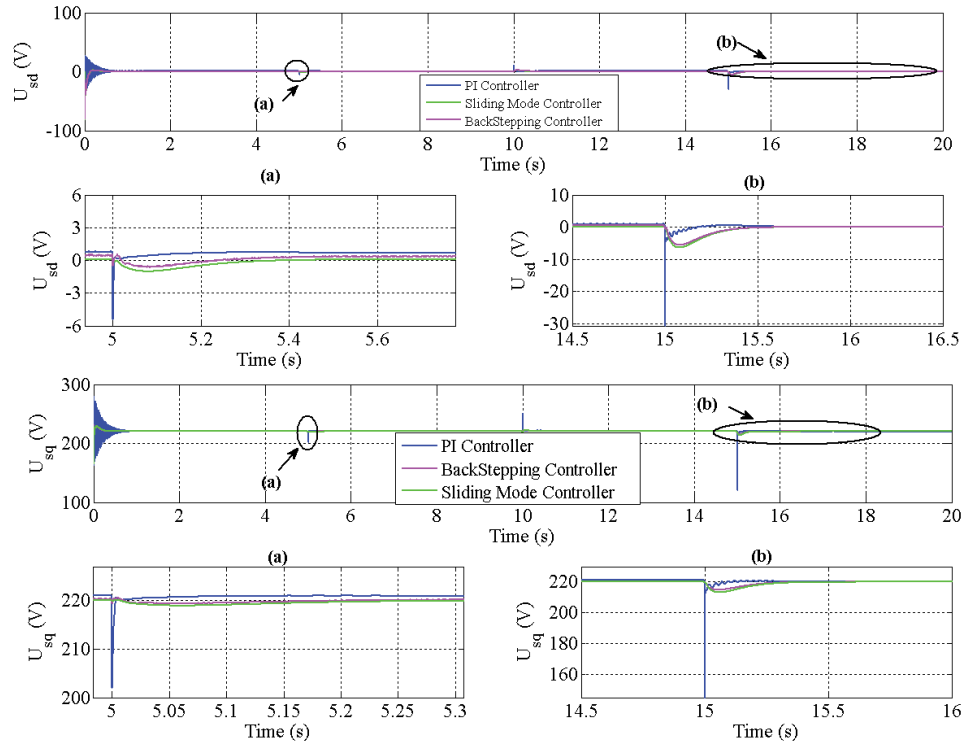 100
0
-100
U_sd (V)
(a)
(b)
PI Controller
Sliding Mode Controller
BackStepping Controller
0 2 4 6 8 10 12 14 16 18 20
Time (s)
(a)
6
3
0
-3
-6
U_sd (V)
5 5.2 5.4 5.6
Time (s)
(b)
10
0
-10
-20
-30
U_sd (V)
14.5 15 15.5 16 16.5
Time (s)
300
200
100
U_sq (V)
(a)
(b)
PI Controller
BackStepping Controller
Sliding Mode Controller
0 2 4 6 8 10 12 14 16 18 20
Time (s)
(a)
220
210
200
U_sq (V)
5 5.05 5.1 5.15 5.2 5.25 5.3
Time (s)
(b)
220
200
180
160
U_sq (V)
14.5 15 15.5 16
Time (s)